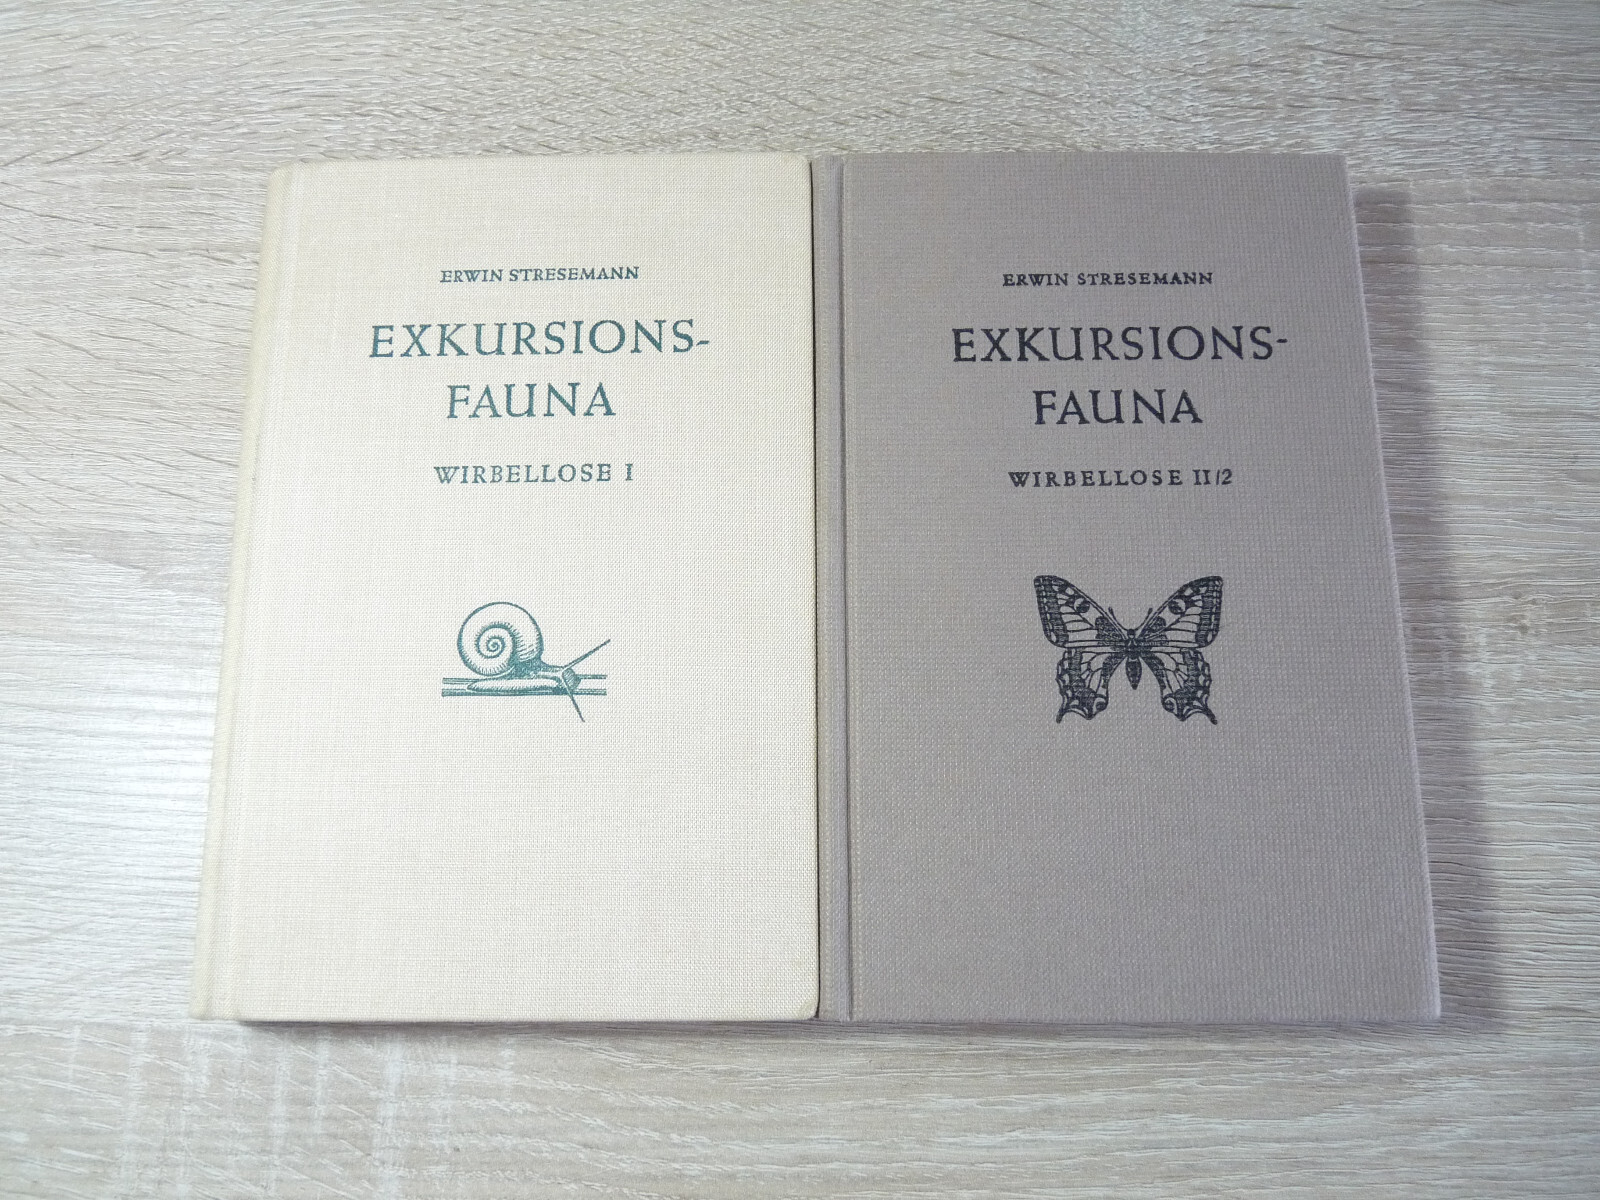 ERWIN STRESEMANN
EXKURSIONS-
FAUNA
WIRBELLOSE I
ERWIN STRESEMANN
EXKURSIONS-
FAUNA
WIRBELLOSE II/2